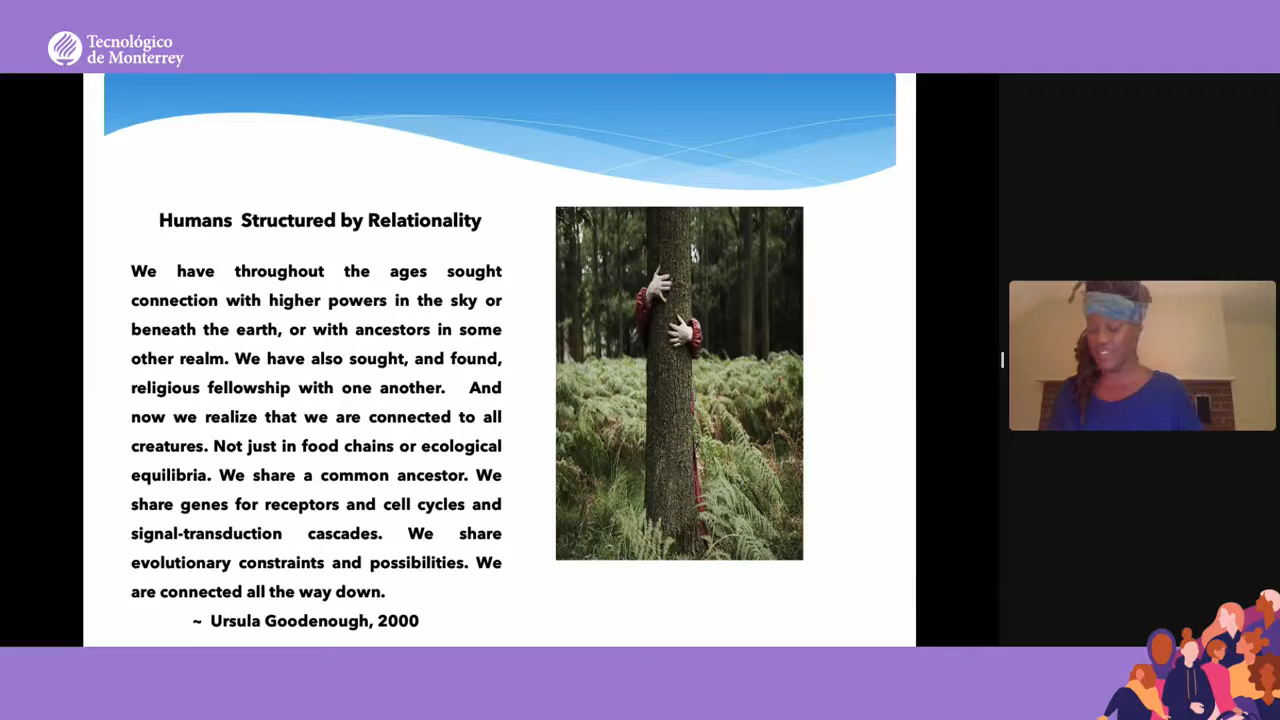 Tecnológico
de Monterrey
Humans Structured by Relationality
We have throughout the ages sought
connection with higher powers in the sky or
beneath the earth, or with ancestors in some
other realm. We have also sought, and found,
religious fellowship with one another. And
now we realize that we are connected to all
creatures. Not just in food chains or ecological
equilibria. We share a common ancestor. We
share genes for receptors and cell cycles and
signal-transduction cascades. We share
evolutionary constraints and possibilities. We
are connected all the way down.
~ Ursula Goodenough, 2000